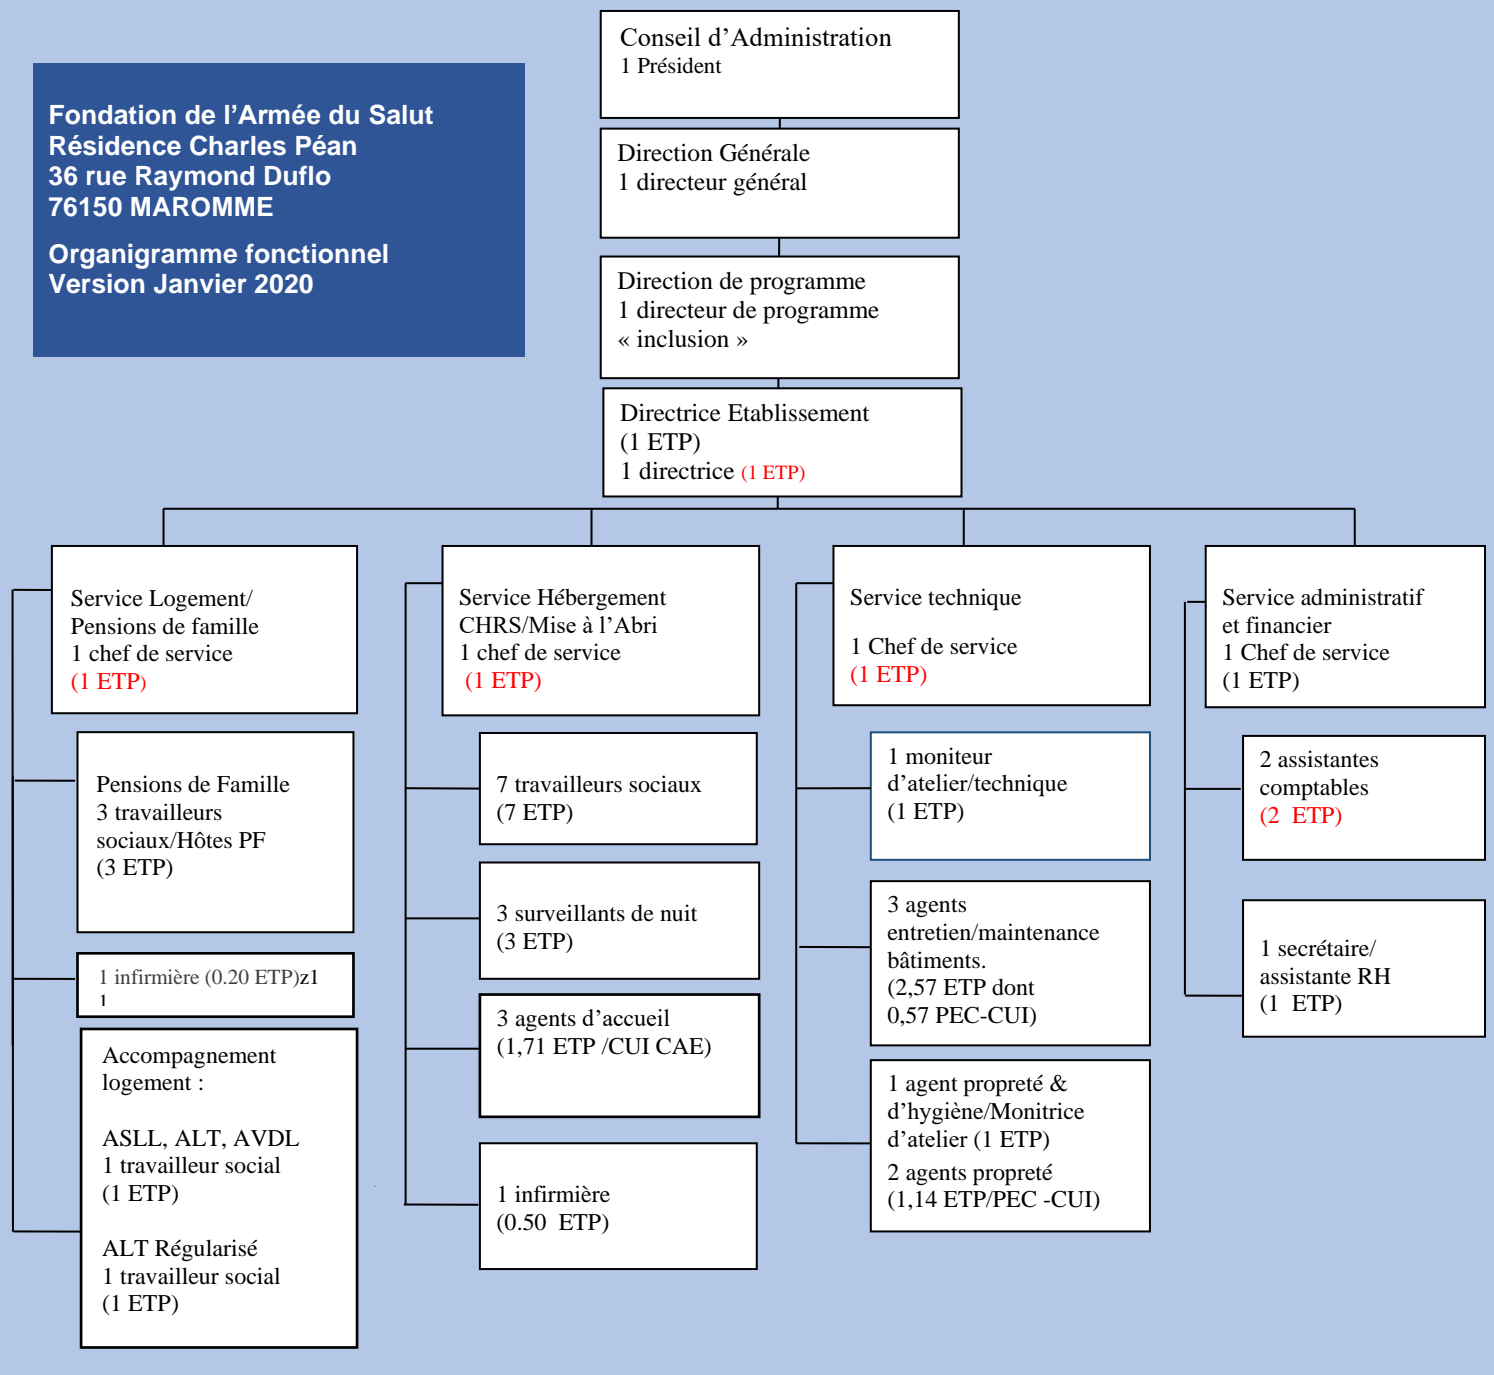 Conseil d’Administration
1 Président
Fondation de l’Armée du Salut
Résidence Charles Péan
36 rue Raymond Duflo
76150 MAROMME
Organigramme fonctionnel
Version Janvier 2020
Direction Générale
1 directeur général
Direction de programme
1 directeur de programme
« inclusion »
Directrice Etablissement
(1 ETP)
1 directrice (1 ETP)
Service Logement/
Pensions de famille
1 chef de service
(1 ETP)
Pensions de Famille
3 travailleurs
sociaux/Hôtes PF
(3 ETP)
1 infirmière (0.20 ETP)z1
1
Accompagnement
logement :
ASLL, ALT, AVDL
1 travailleur social
(1 ETP)
ALT Régularisé
1 travailleur social
(1 ETP)
Service Hébergement
CHRS/Mise à l’Abri
1 chef de service
(1 ETP)
7 travailleurs sociaux
(7 ETP)
3 surveillants de nuit
(3 ETP)
3 agents d’accueil
(1,71 ETP /CUI CAE)
1 infirmière
(0.50 ETP)
Service technique
1 Chef de service
(1 ETP)
1 moniteur
d’atelier/technique
(1 ETP)
3 agents
entretien/maintenance
bâtiments.
(2,57 ETP dont
0,57 PEC-CUI)
1 agent propreté &
d’hygiène/Monitrice
d’atelier (1 ETP)
2 agents propreté
(1,14 ETP/PEC -CUI)
Service administratif
et financier
1 Chef de service
(1 ETP)
2 assistantes
comptables
(2 ETP)
1 secrétaire/
assistante RH
(1 ETP)